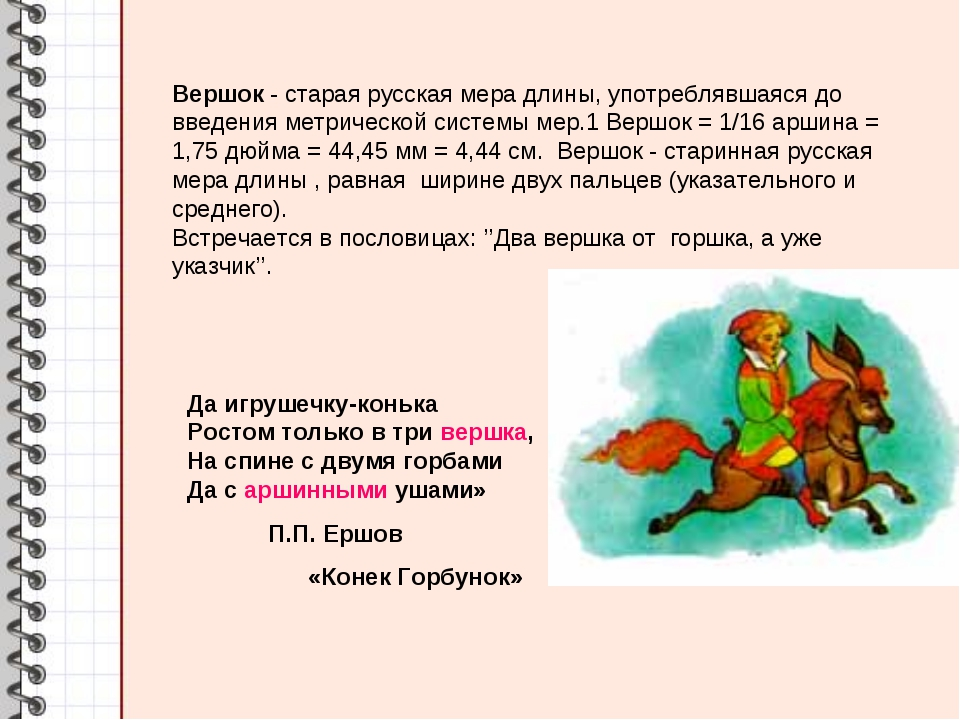 Вершок - старая русская мера длины, употреблявшаяся до
введения метрической системы мер.1 Вершок = 1/16 аршина =
1,75 дюйма = 44,45 мм = 4,44 см.  Вершок - старинная русская
мера длины , равная  ширине двух пальцев (указательного и
среднего).
Встречается в пословицах: ’’Два вершка от  горшка, а уже
указчик’’.
Да игрушечку-конька
Ростом только в три вершка,
На спине с двумя горбами
Да с аршинными ушами»
П.П. Ершов
«Конек Горбунок»